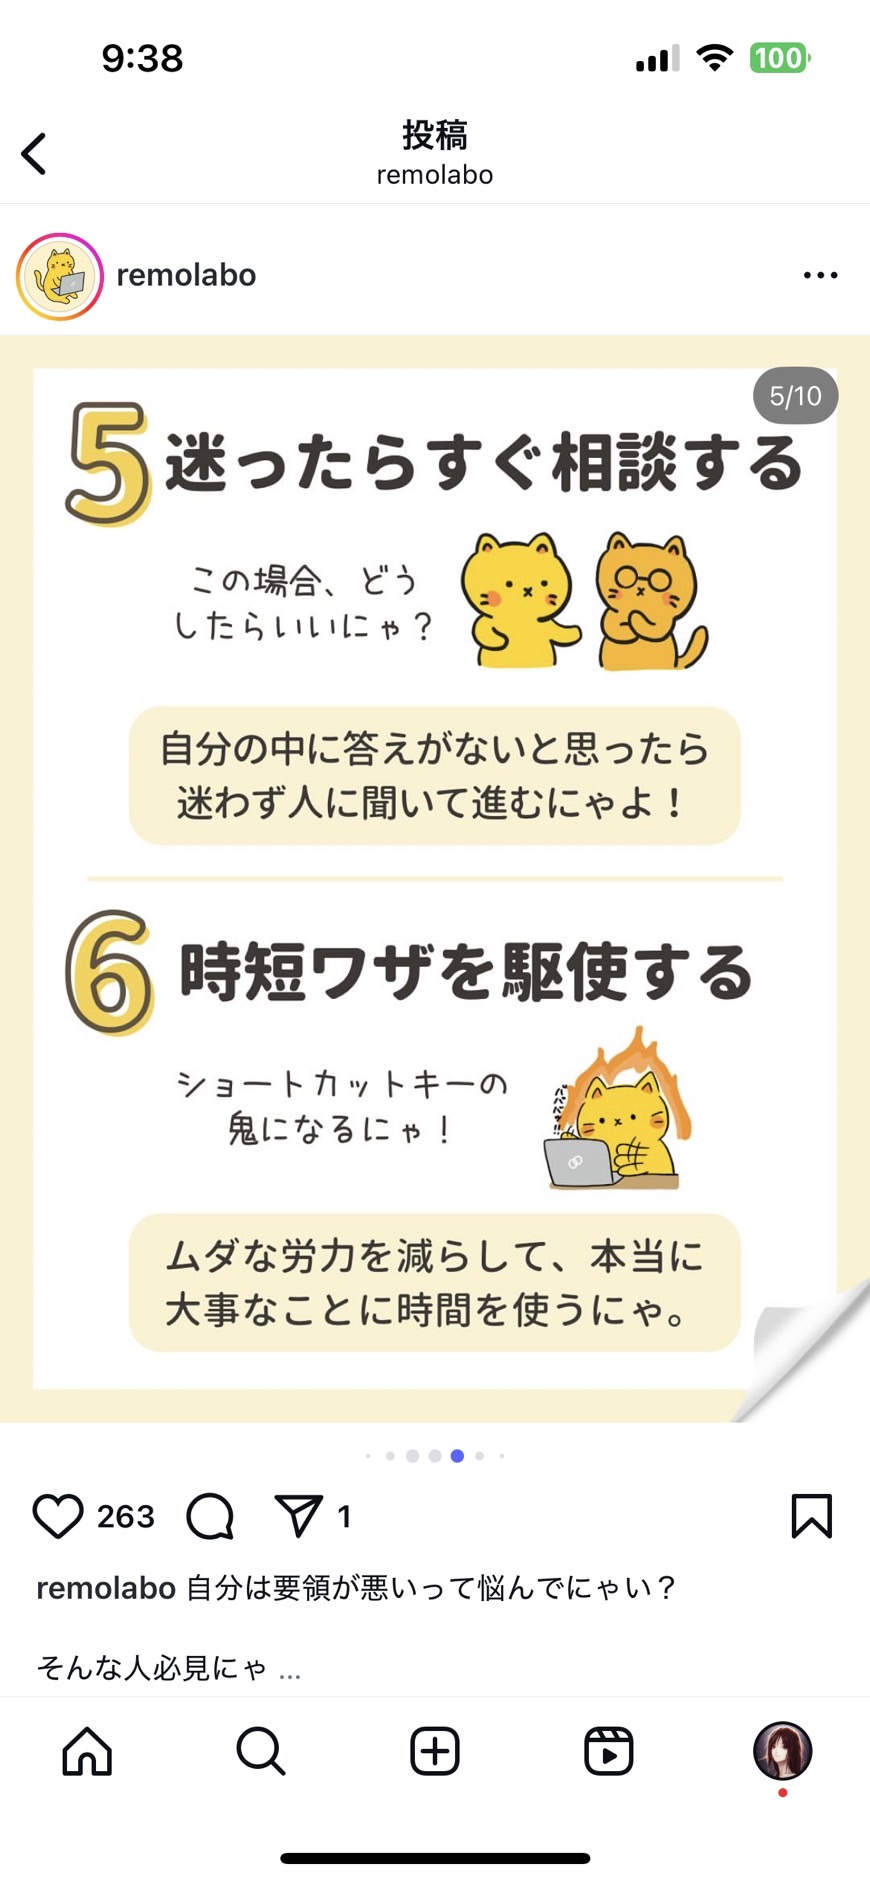 9:38
100
投稿
remolabo
remolabo
5/10
5 迷ったらすぐ相談する
この場合、どう
したらいいにゃ？
自分の中に答えがないと思ったら
迷わず人に聞いて進むにゃよ！
6 時短ワザを駆使する
ショートカットキーの
鬼になるにゃ！
ムダな労力を減らして、本当に
大事なことに時間を使うにゃ。
263 1
remolabo 自分は要領が悪いって悩んでにゃい？
そんな人必見にゃ ...